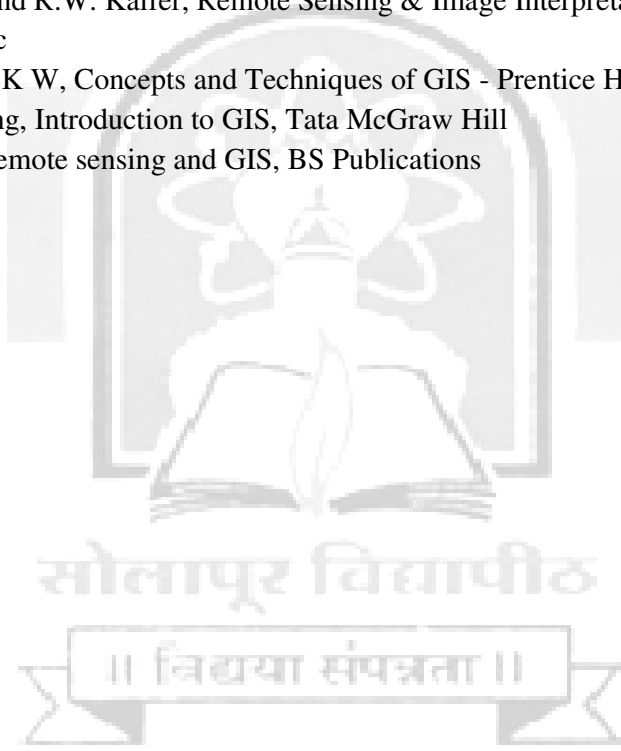 nd R.W. Kaifer, Remote Sensing & Image Interpreta
c
K W, Concepts and Techniques of GIS - Prentice H
ng, Introduction to GIS, Tata McGraw Hill
emote sensing and GIS, BS Publications
सोलापूर विद्यापीठ
॥ विद्यया संपन्नता ॥